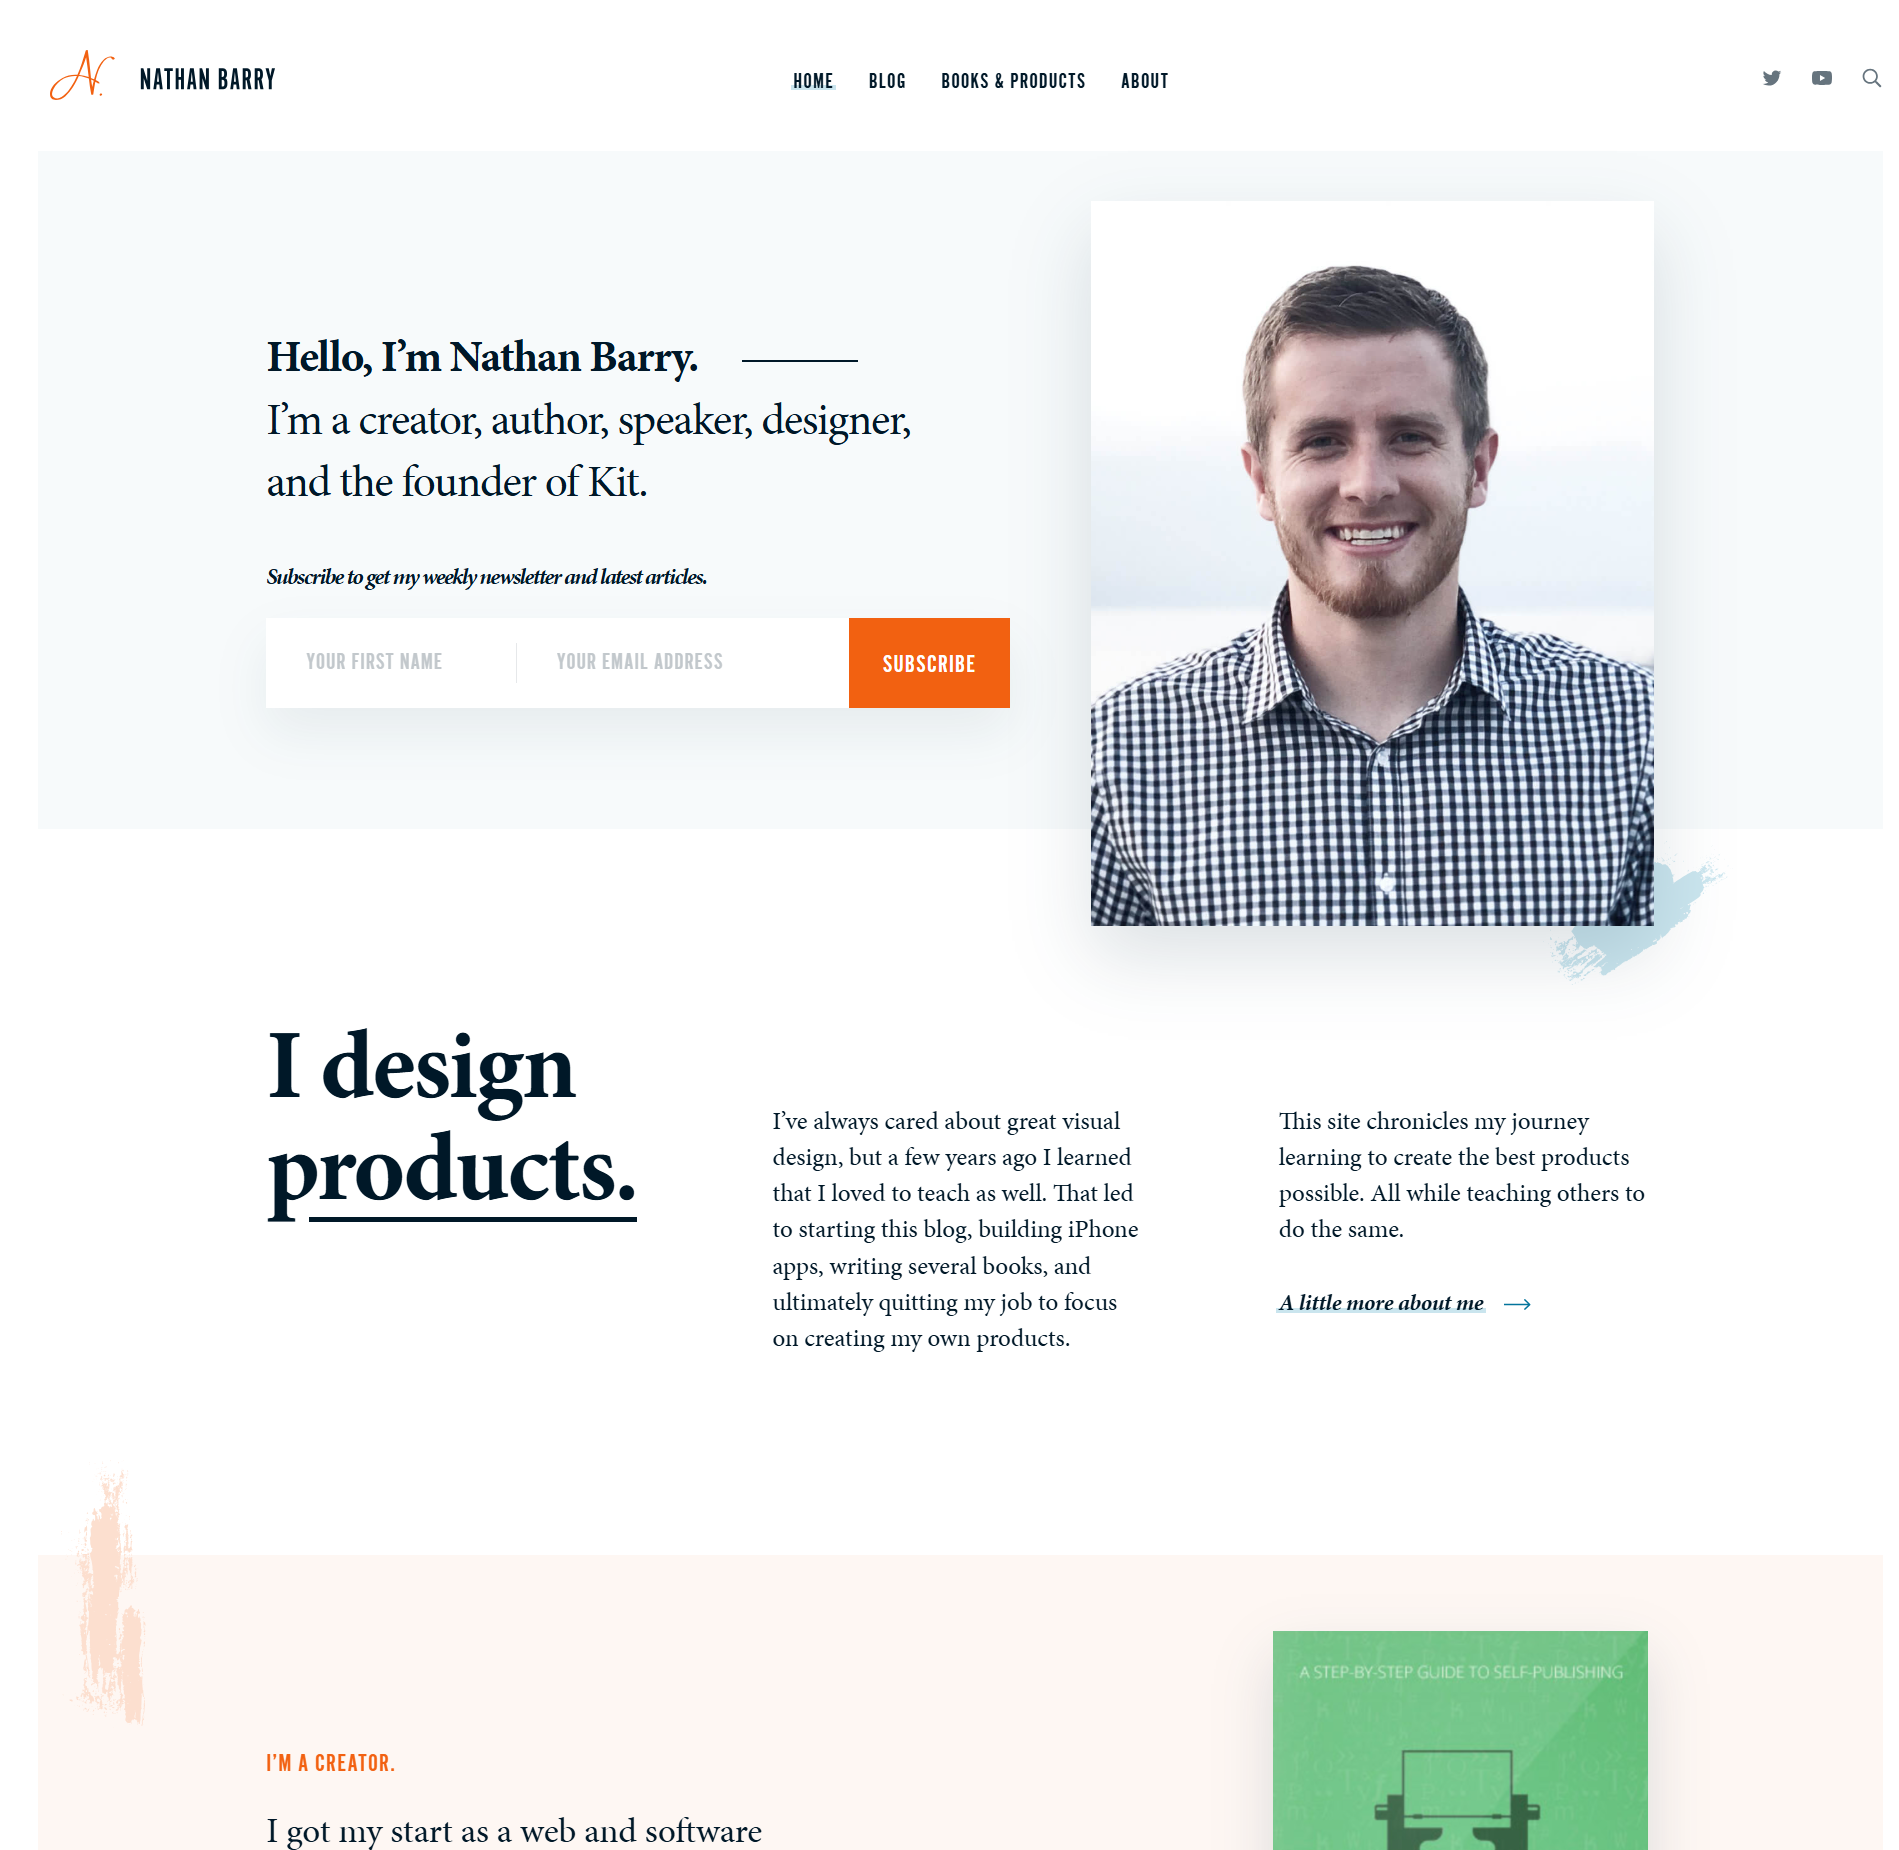 N.
NATHAN BARRY
HOME BLOG BOOKS & PRODUCTS ABOUT
Hello, I’m Nathan Barry.
I’m a creator, author, speaker, designer,
and the founder of Kit.
Subscribe to get my weekly newsletter and latest articles.
YOUR FIRST NAME YOUR EMAIL ADDRESS SUBSCRIBE
I design
products.
I’ve always cared about great visual
design, but a few years ago I learned
that I loved to teach as well. That led
to starting this blog, building iPhone
apps, writing several books, and
ultimately quitting my job to focus
on creating my own products.
This site chronicles my journey
learning to create the best products
possible. All while teaching others to
do the same.
A little more about me
I’M A CREATOR.
I got my start as a web and software
A STEP-BY-STEP GUIDE TO SELF-PUBLISHING